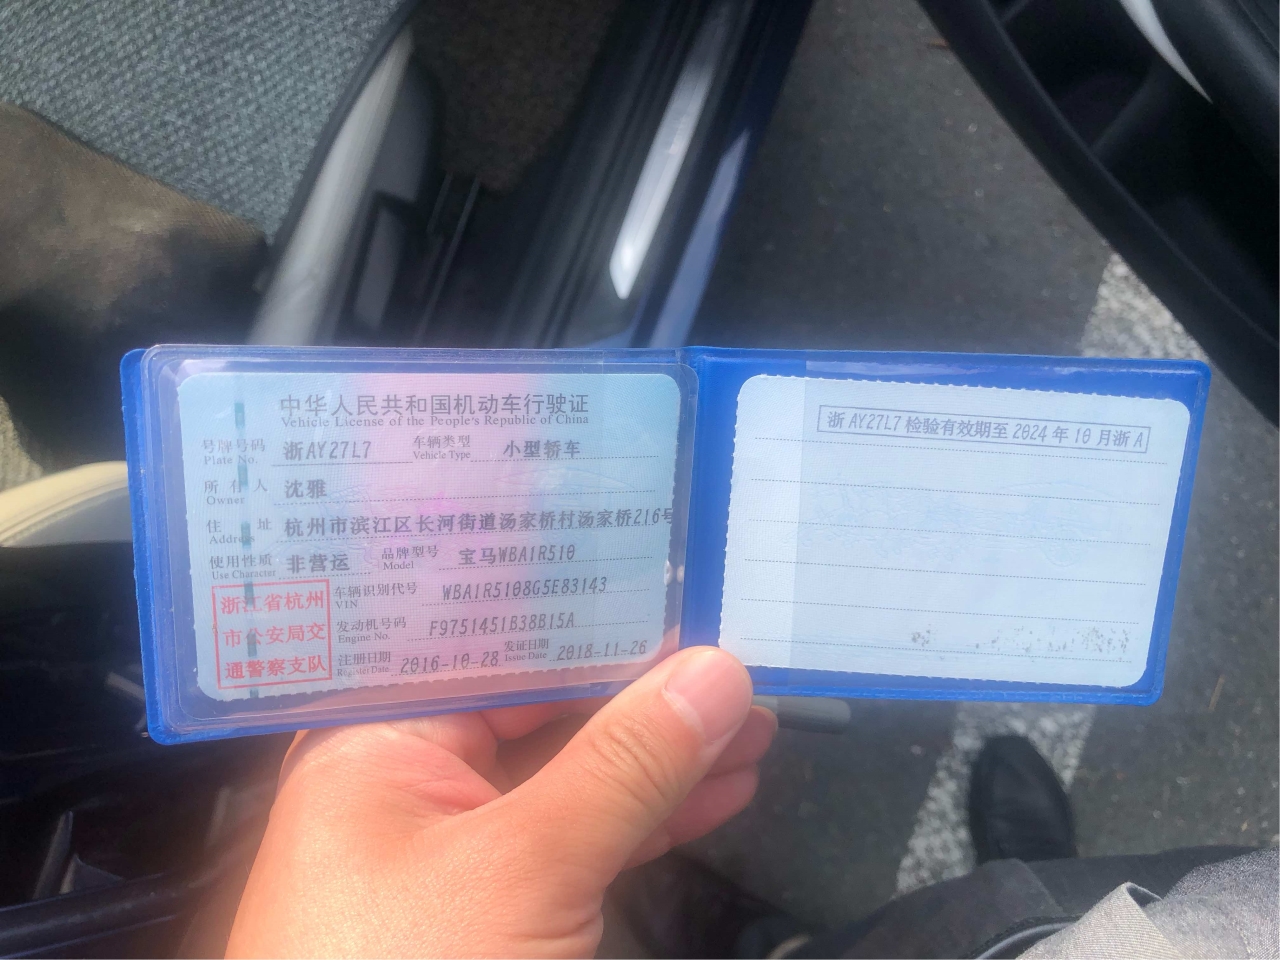 中华人民共和国机动车行驶证
Vehicle License of the People's Republic of China
号牌号码 浙AY27L7 车辆类型 小型轿车
Plate No. Vehicle Type
所有人 沈雅
Owner
住址 杭州市滨江区长河街道汤家桥村汤家桥216号
Address
使用性质 非营运 品牌型号 宝马WBA1R510
Use Character Model
浙江省杭州
市公安局交
通警察支队
车辆识别代号 WBA1R5108G5E83143
VIN
发动机号码 F9751451B38B15A
Engine No.
注册日期 2016-10-28 发证日期 2018-11-26
Register Date Issue Date
浙AY27L7检验有效期至2024年10月浙A